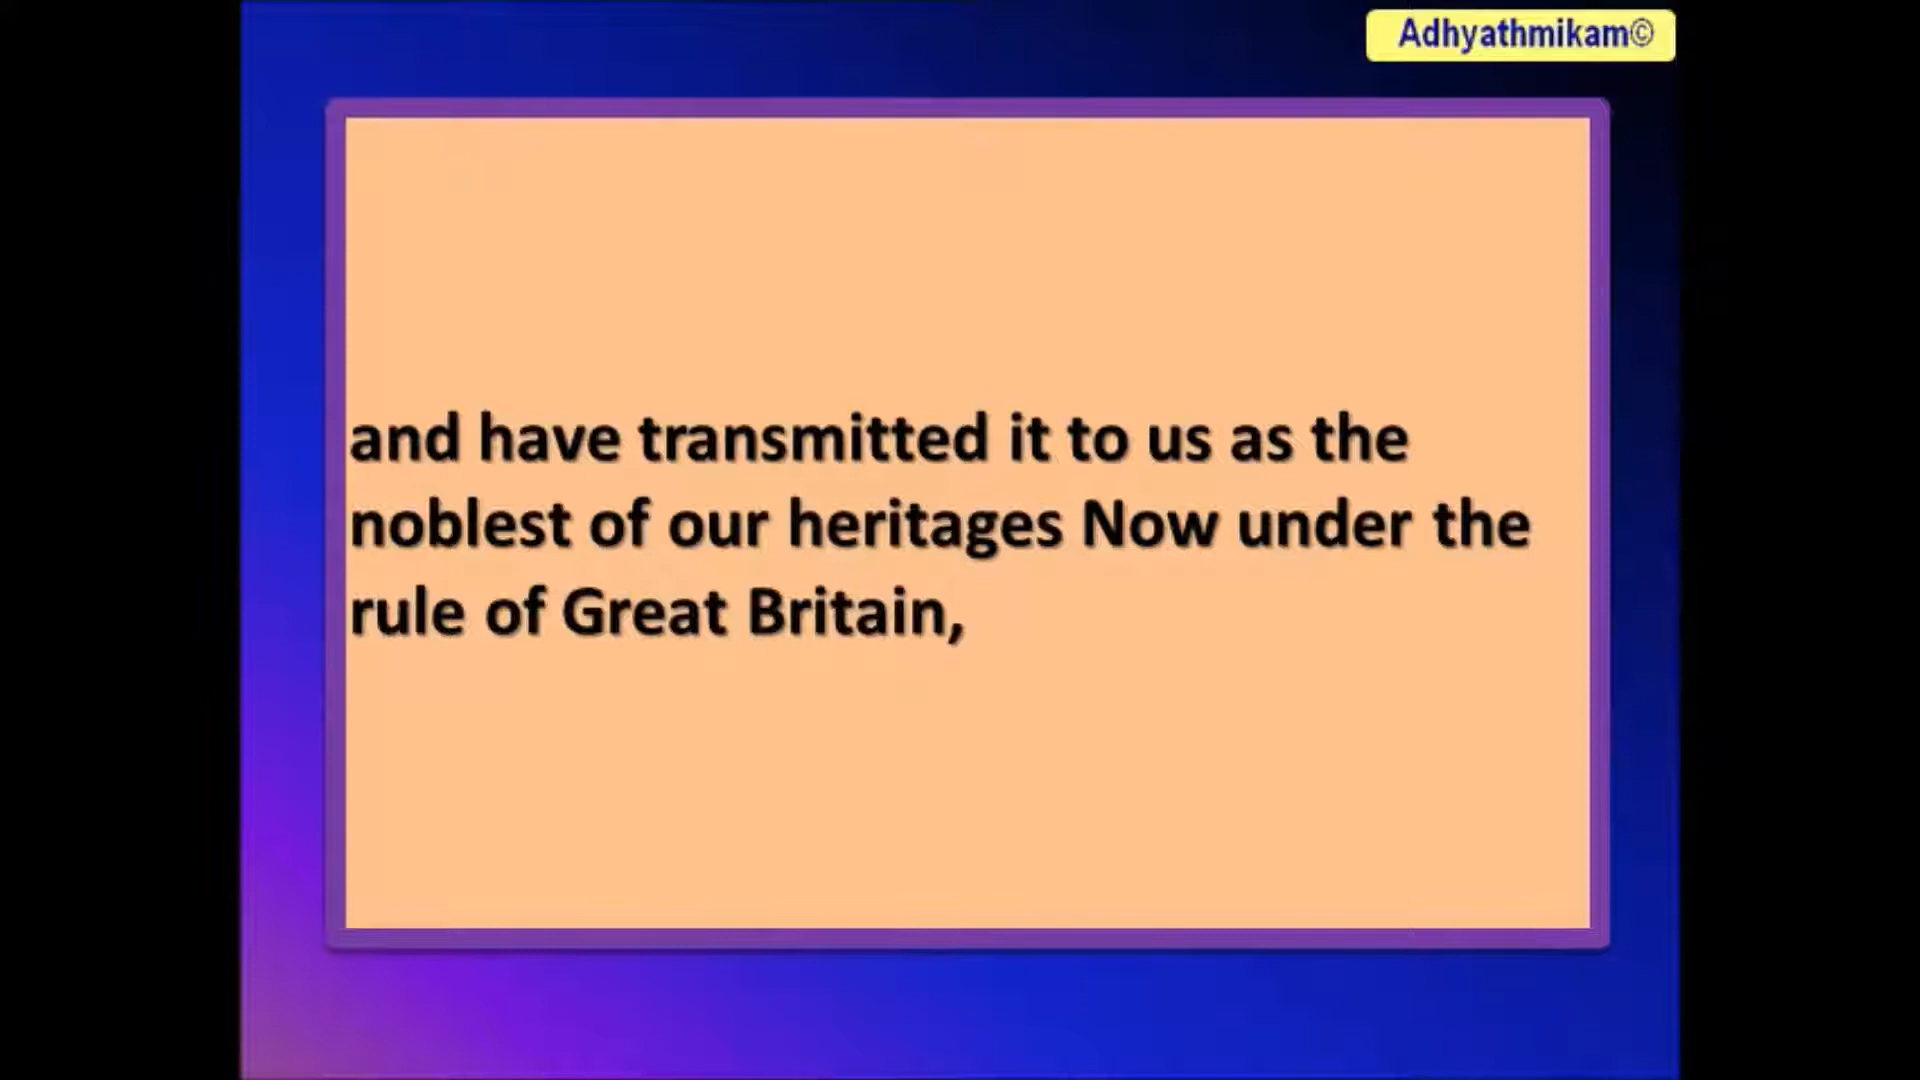 Adhyathmikam©
and have transmitted it to us as the
noblest of our heritages Now under the
rule of Great Britain,